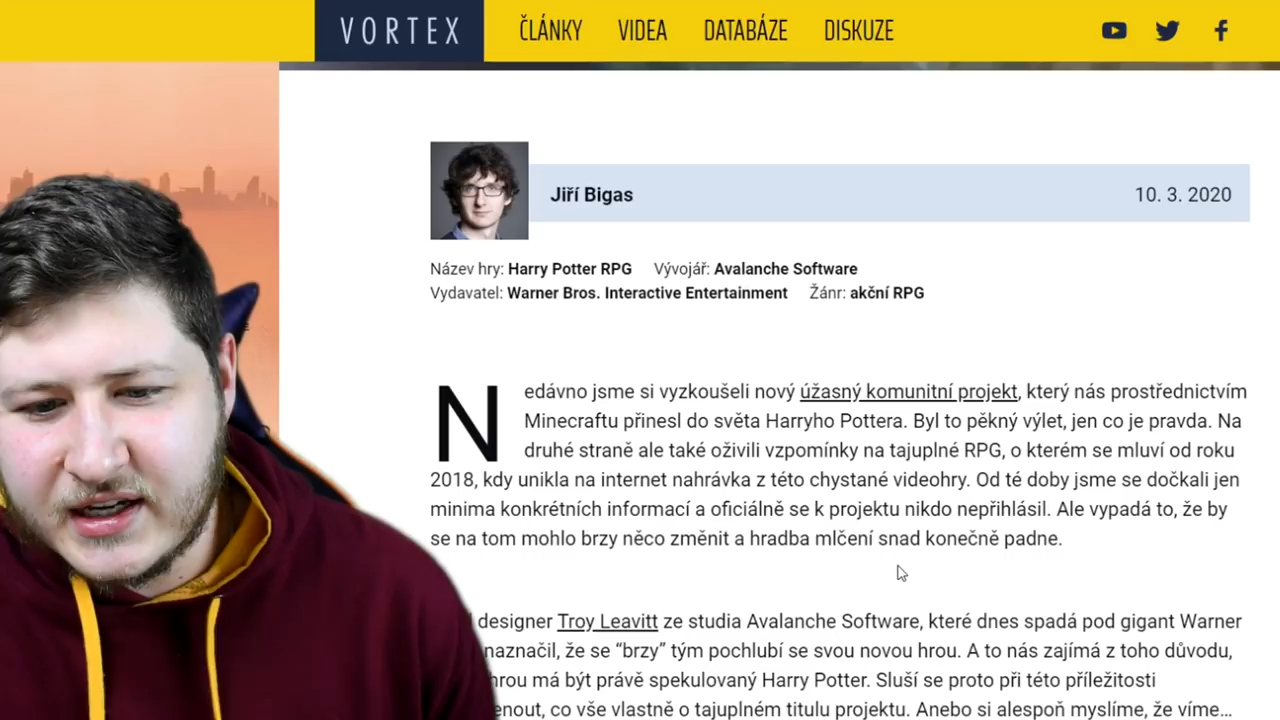 VORTEX ČLÁNKY VIDEA DATABÁZE DISKUZE
Jiří Bigas 10. 3. 2020
Název hry: Harry Potter RPG Vývojář: Avalanche Software
Vydavatel: Warner Bros. Interactive Entertainment Žánr: akční RPG
Nedávno jsme si vyzkoušeli nový úžasný komunitní projekt, který nás prostřednictvím
Minecraftu přinesl do světa Harryho Pottera. Byl to pěkný výlet, jen co je pravda. Na
druhé straně ale také oživili vzpomínky na tajuplné RPG, o kterém se mluví od roku
2018, kdy unikla na internet nahrávka z této chystané videohry. Od té doby jsme se dočkali jen
minima konkrétních informací a oficiálně se k projektu nikdo nepřihlásil. Ale vypadá to, že by
se na tom mohlo brzy něco změnit a hradba mlčení snad konečně padne.
designer Troy Leavitt ze studia Avalanche Software, které dnes spadá pod gigant Warner
naznačil, že se “brzy” tým pochlubí se svou novou hrou. A to nás zajímá z toho důvodu,
hrou má být právě spekulovaný Harry Potter. Sluší se proto při této příležitosti
co vše vlastně o tajuplném titulu projektu. Anebo si alespoň myslíme, že víme...